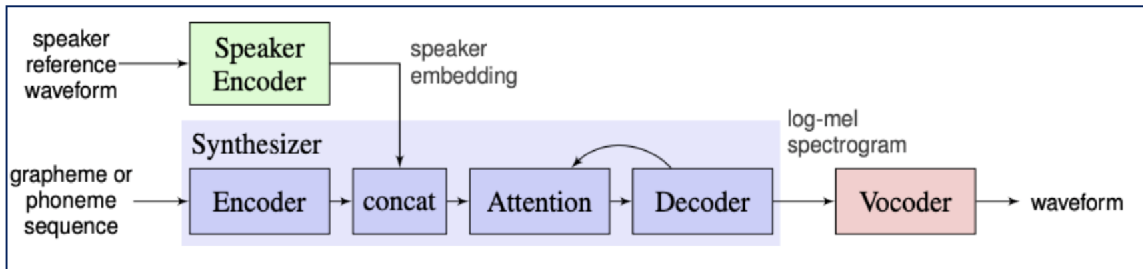 speaker
reference
waveform
Speaker
Encoder
speaker
embedding
Synthesizer
log-mel
spectrogram
grapheme or
phoneme
sequence
Encoder
concat
Attention
Decoder
Vocoder
waveform